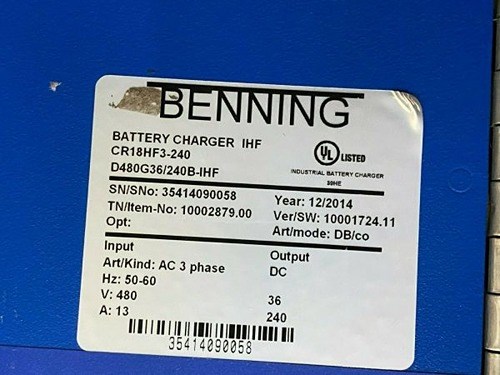 BENNING
BATTERY CHARGER IHF
CR18HF3-240
D480G36/240B-IHF
UL LISTED
INDUSTRIAL BATTERY CHARGER
SN/SNo: 35414090058
TN/Item-No: 10002879.00
Opt:
Year: 12/2014
Ver/SW: 10001724.11
Art/mode: DB/co
Input
Output
Art/Kind: AC 3 phase
DC
Hz: 50-60
V: 480
36
A: 13
240
35414090058